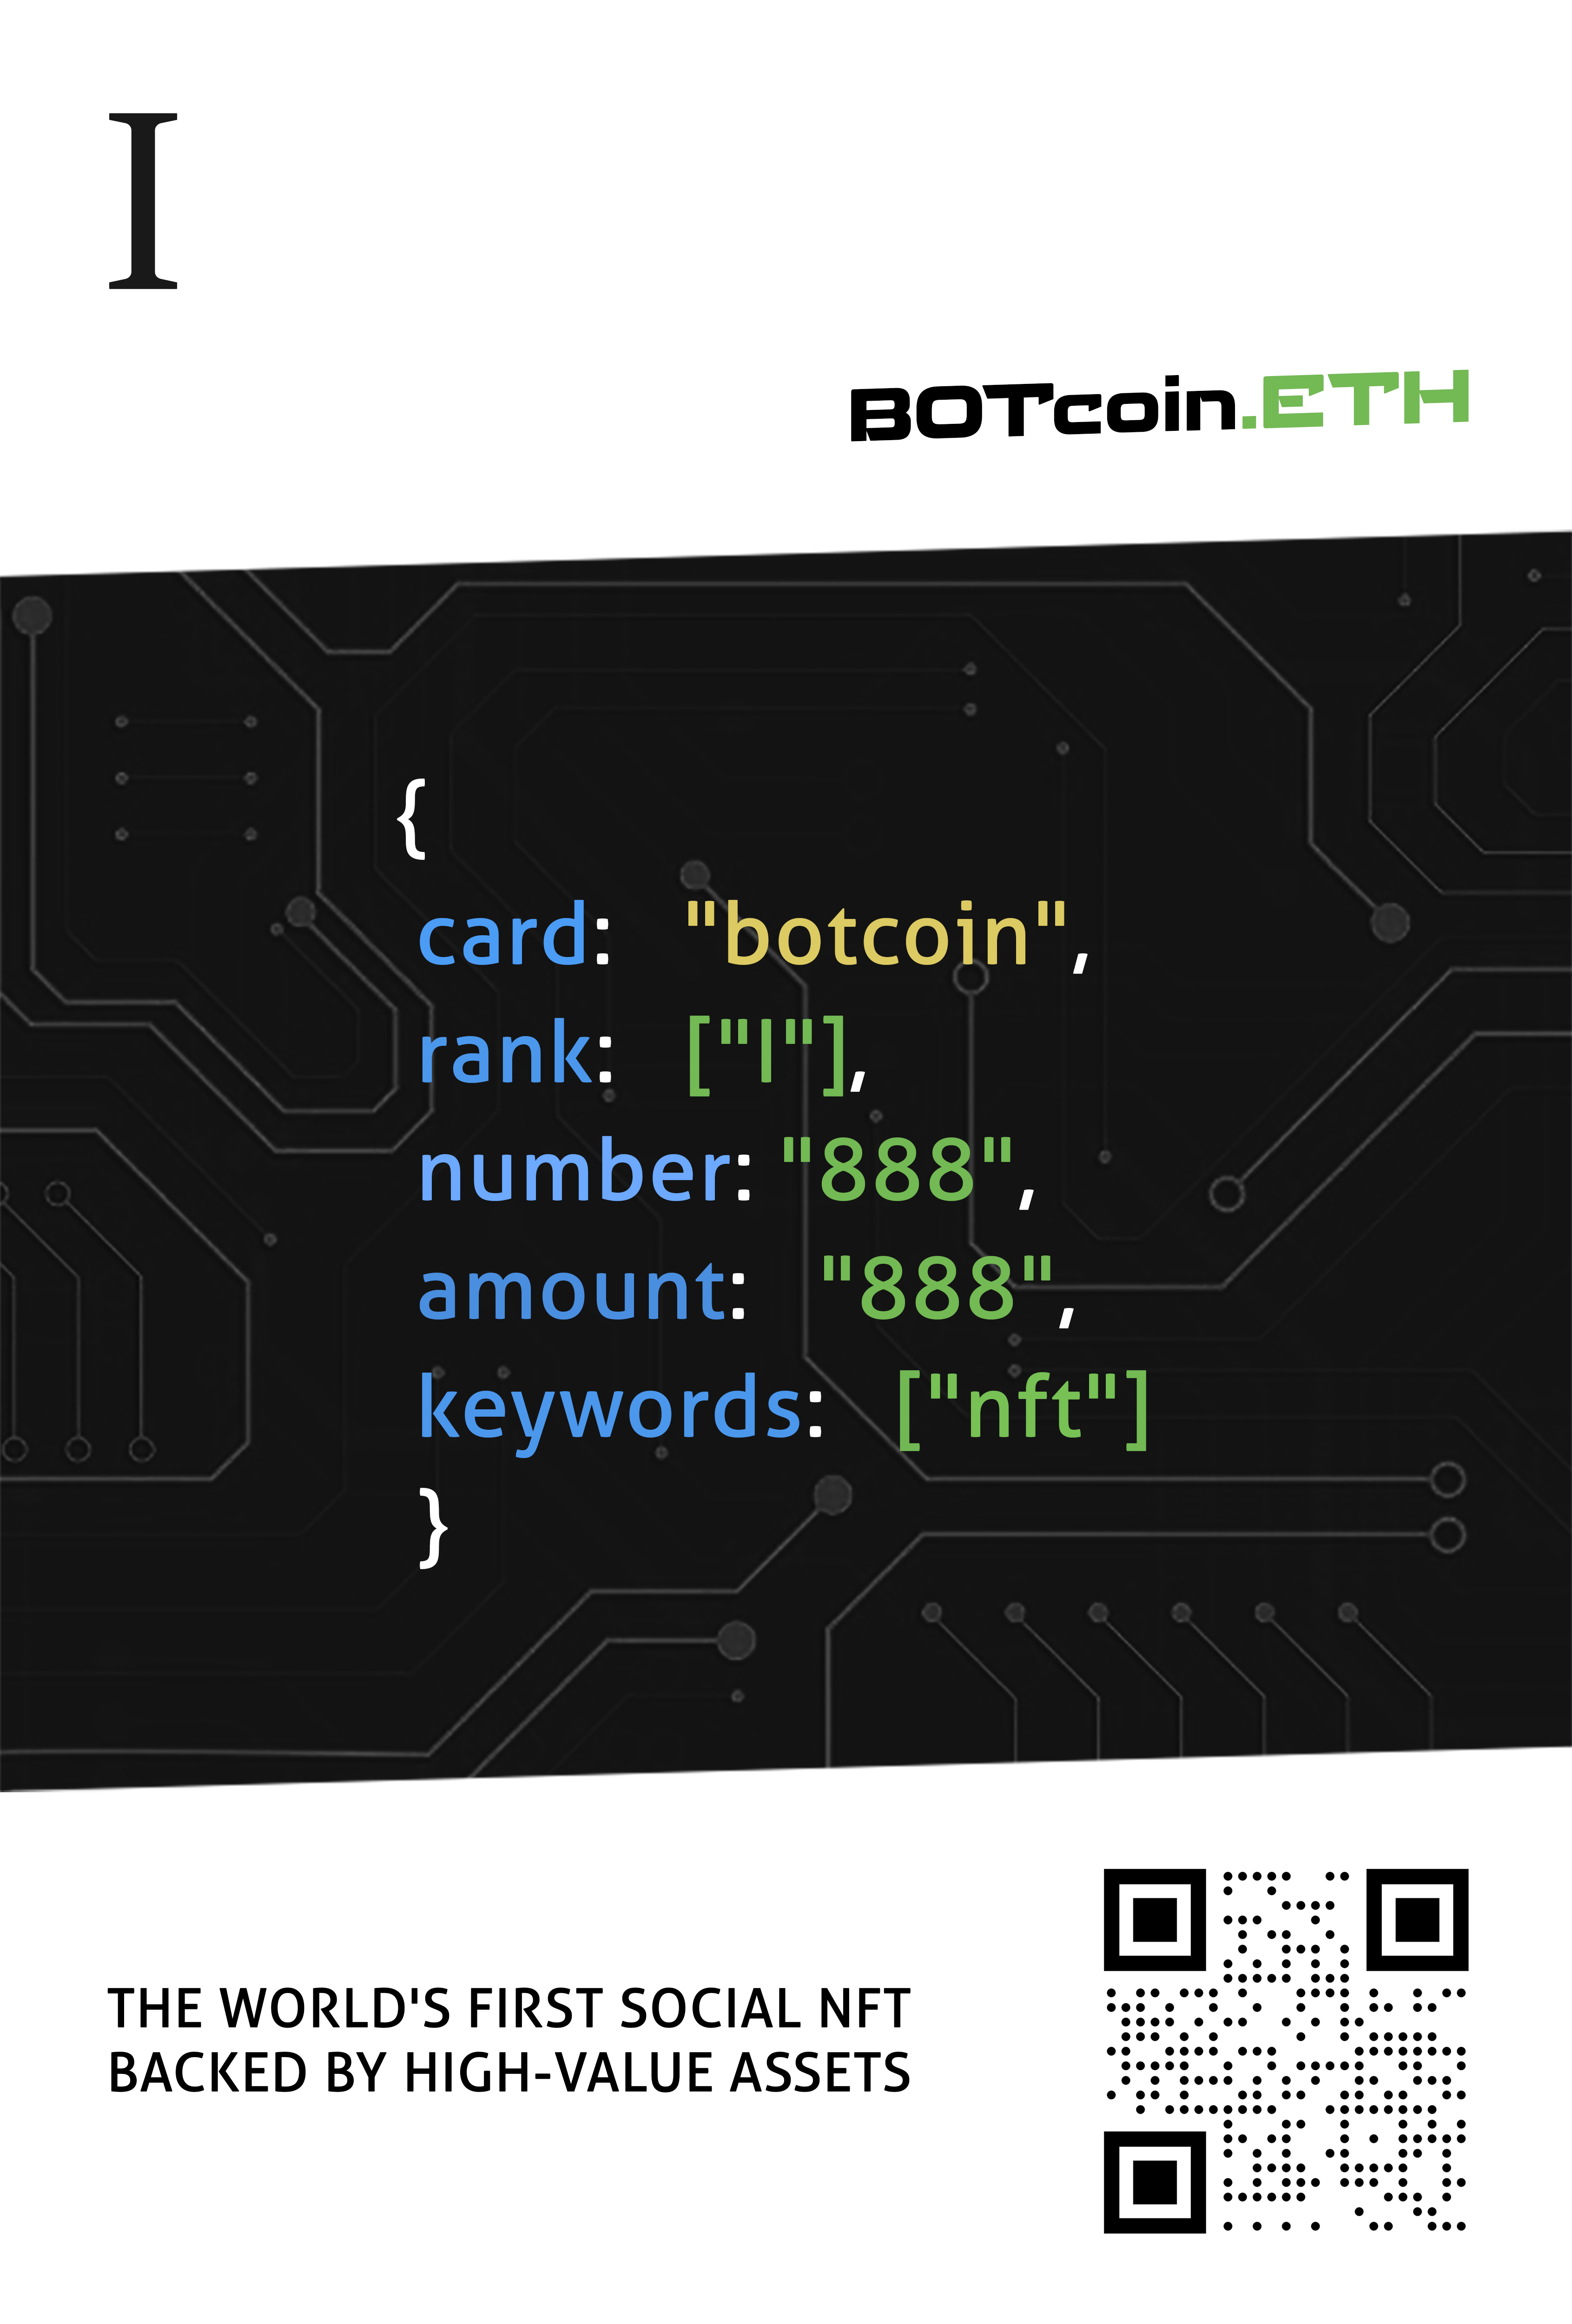 I
BOTcoin.ETH
{
card: "botcoin",
rank: ["I"],
number: "888",
amount: "888",
keywords: ["nft"]
}
THE WORLD'S FIRST SOCIAL NFT
BACKED BY HIGH-VALUE ASSETS